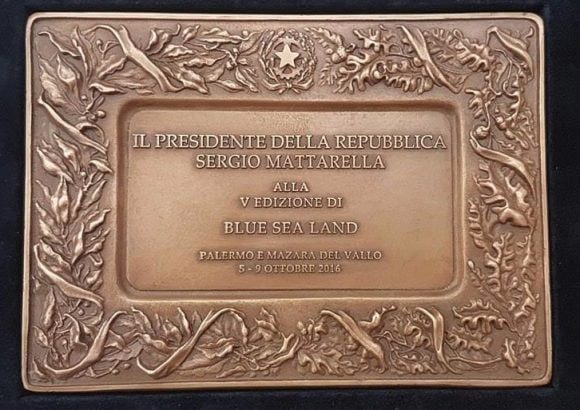 IL PRESIDENTE DELLA REPUBBLICA
SERGIO MATTARELLA
ALLA
V EDIZIONE DI
BLUE SEA LAND
PALERMO E MAZARA DEL VALLO
5 - 9 OTTOBRE 2016